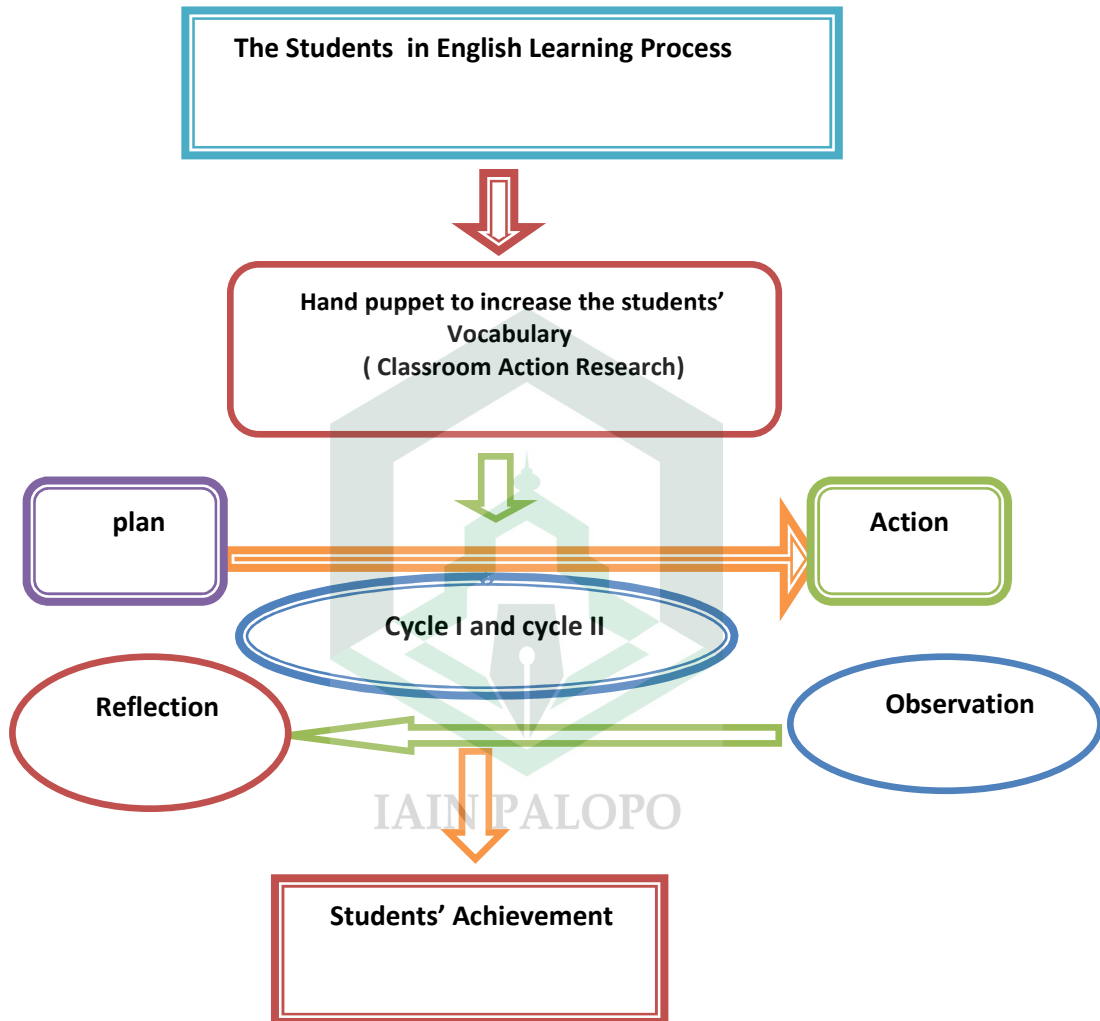 The Students in English Learning Process
Hand puppet to increase the students’
Vocabulary
( Classroom Action Research)
plan
Action
Cycle I and cycle II
Reflection
Observation
IAIN PALOPO
Students’ Achievement